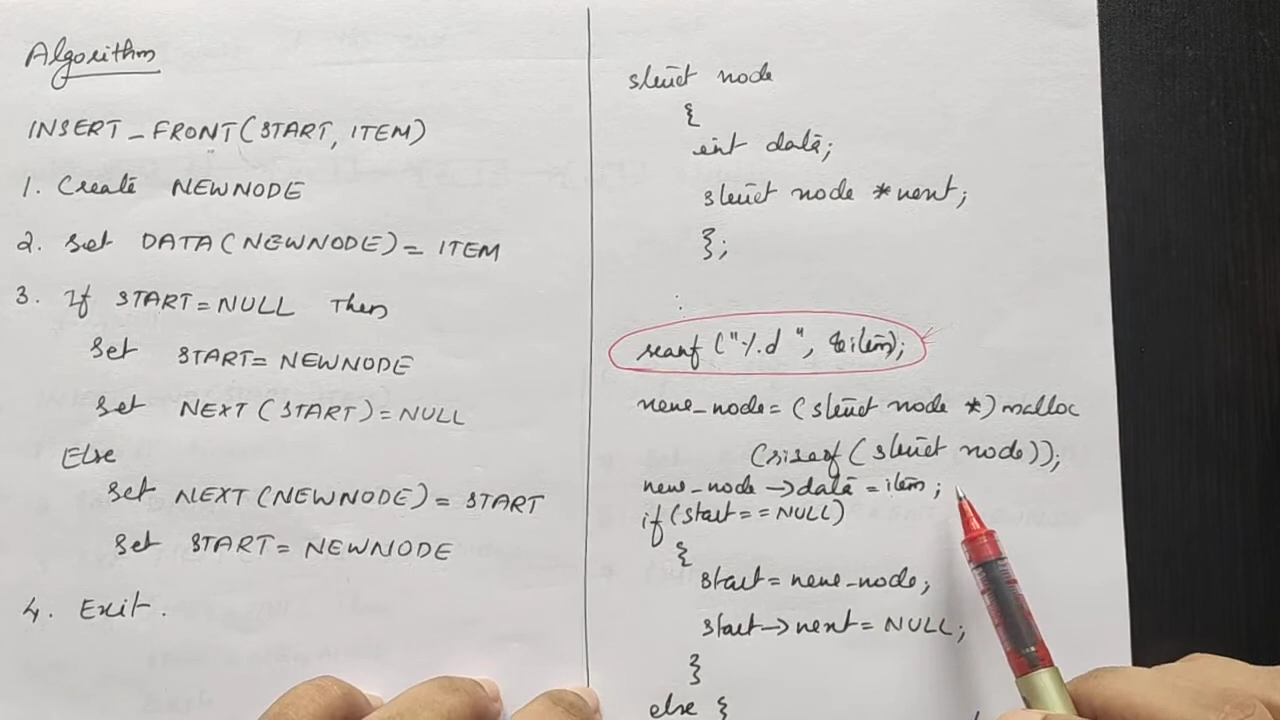 Algorithm
INSERT_FRONT(START, ITEM)
1. Create NEWNODE
2. Set DATA(NEWNODE) = ITEM
3. If START = NULL Then
Set START = NEWNODE
Set NEXT(START) = NULL
Else
Set NEXT(NEWNODE) = START
Set START = NEWNODE
4. Exit.
struct node
{
int data;
struct node *next;
};
:
scanf ("%d", &item);
new_node = (struct node *) malloc
(sizeof (struct node));
new_node -> data = item;
if (start == NULL)
{
start = new_node;
start -> next = NULL;
}
else {